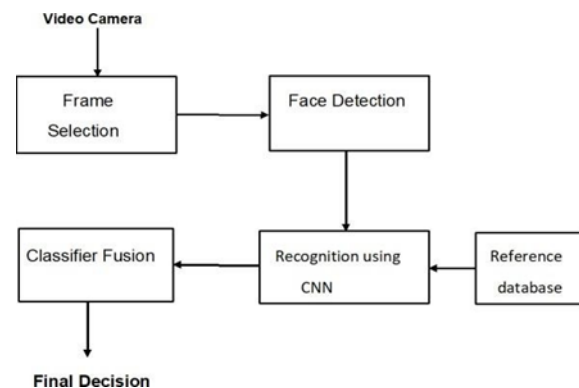 Video Camera
Frame
Selection
Face Detection
Classifier Fusion
Recognition using
CNN
Reference
database
Final Decision